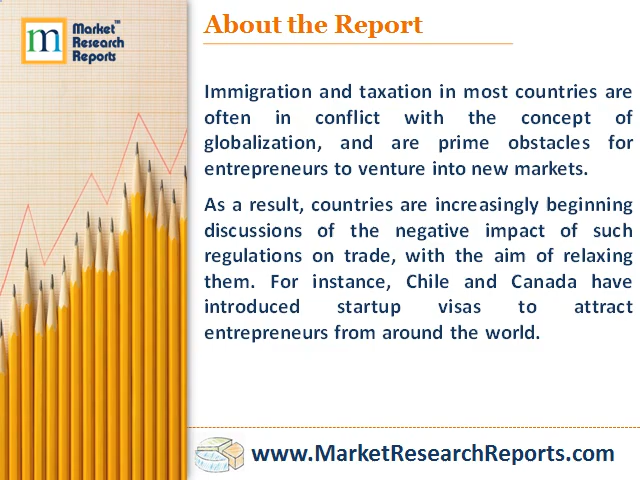 m
Market™
Research
Reports
About the Report
Immigration and taxation in most countries are
often in conflict with the concept of
globalization, and are prime obstacles for
entrepreneurs to venture into new markets.
As a result, countries are increasingly beginning
discussions of the negative impact of such
regulations on trade, with the aim of relaxing
them. For instance, Chile and Canada have
introduced startup visas to attract
entrepreneurs from around the world.
www.MarketResearchReports.com